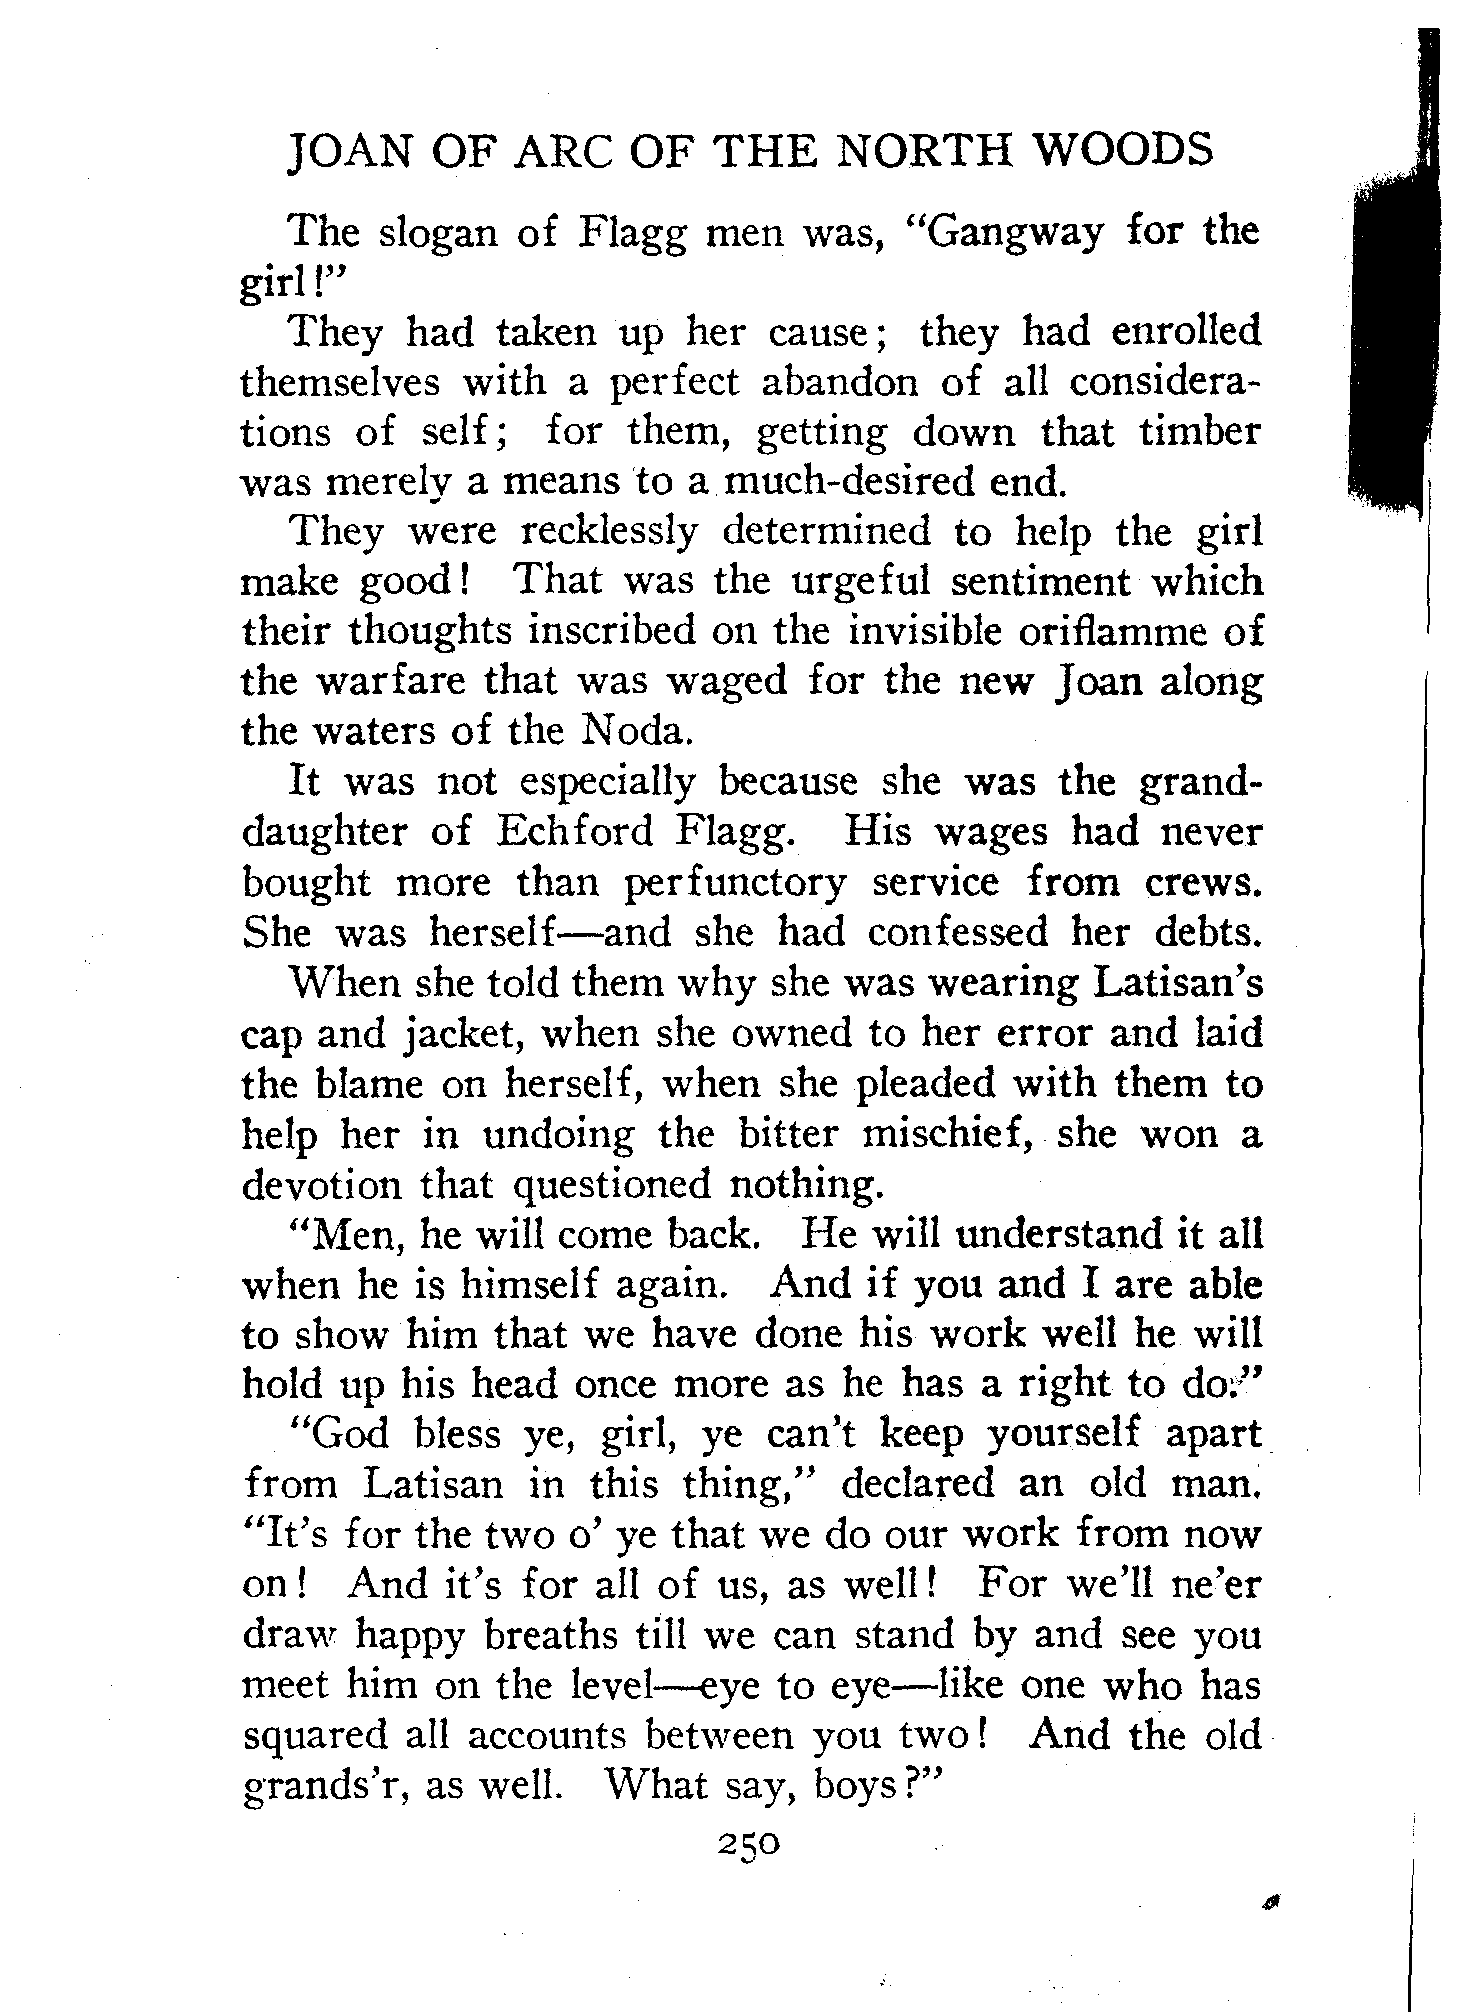 JOAN OF ARC OF THE NORTH WOODS
The slogan of Flagg men was, "Gangway for the
girl!"
They had taken up her cause; they had enrolled
themselves with a perfect abandon of all considera-
tions of self; for them, getting down that timber
was merely a means to a much-desired end.
They were recklessly determined to help the girl
make good! That was the urgeful sentiment which
their thoughts inscribed on the invisible oriflamme of
the warfare that was waged for the new Joan along
the waters of the Noda.
It was not especially because she was the grand-
daughter of Echford Flagg. His wages had never
bought more than perfunctory service from crews.
She was herself—and she had confessed her debts.
When she told them why she was wearing Latisan's
cap and jacket, when she owned to her error and laid
the blame on herself, when she pleaded with them to
help her in undoing the bitter mischief, she won a
devotion that questioned nothing.
"Men, he will come back. He will understand it all
when he is himself again. And if you and I are able
to show him that we have done his work well he will
hold up his head once more as he has a right to do."
"God bless ye, girl, ye can't keep yourself apart
from Latisan in this thing," declared an old man.
"It's for the two o' ye that we do our work from now
on! And it's for all of us, as well! For we'll ne'er
draw happy breaths till we can stand by and see you
meet him on the level—eye to eye—like one who has
squared all accounts between you two! And the old
grands'r, as well. What say, boys?"
250